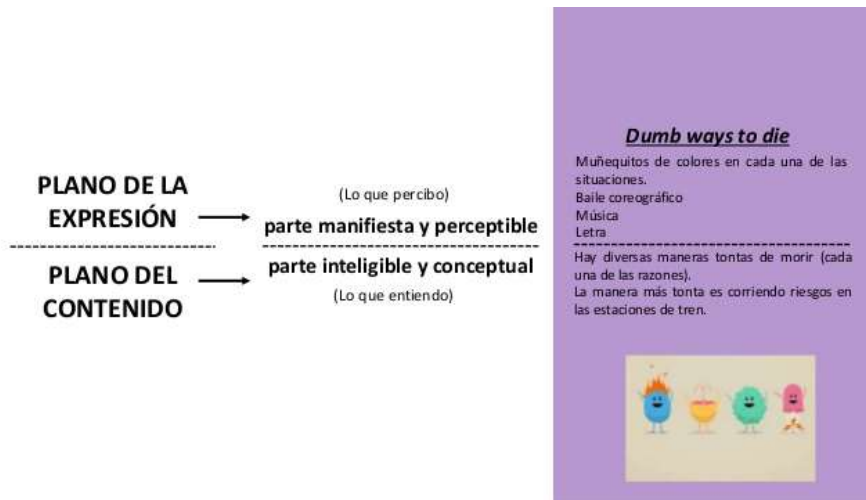 PLANO DE LA
EXPRESIÓN
(Lo que percibo)
parte manifiesta y perceptible
PLANO DEL
CONTENIDO
parte inteligible y conceptual
(Lo que entiendo)
Dumb ways to die
Muñequitos de colores en cada una de las
situaciones.
Baile coreográfico
Música
Letra
Hay diversas maneras tontas de morir (cada
una de las razones).
La manera más tonta es corriendo riesgos en
las estaciones de tren.